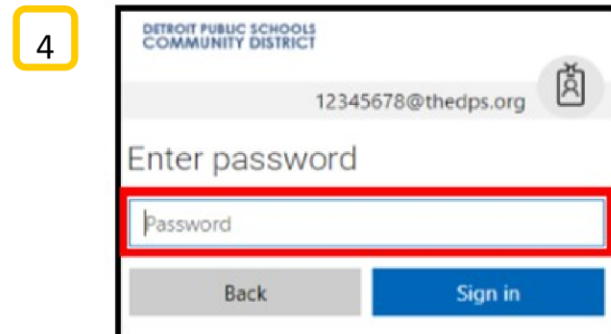 4
DETROIT PUBLIC SCHOOLS
COMMUNITY DISTRICT
12345678@thedps.org
Enter password
Password
Back Sign in